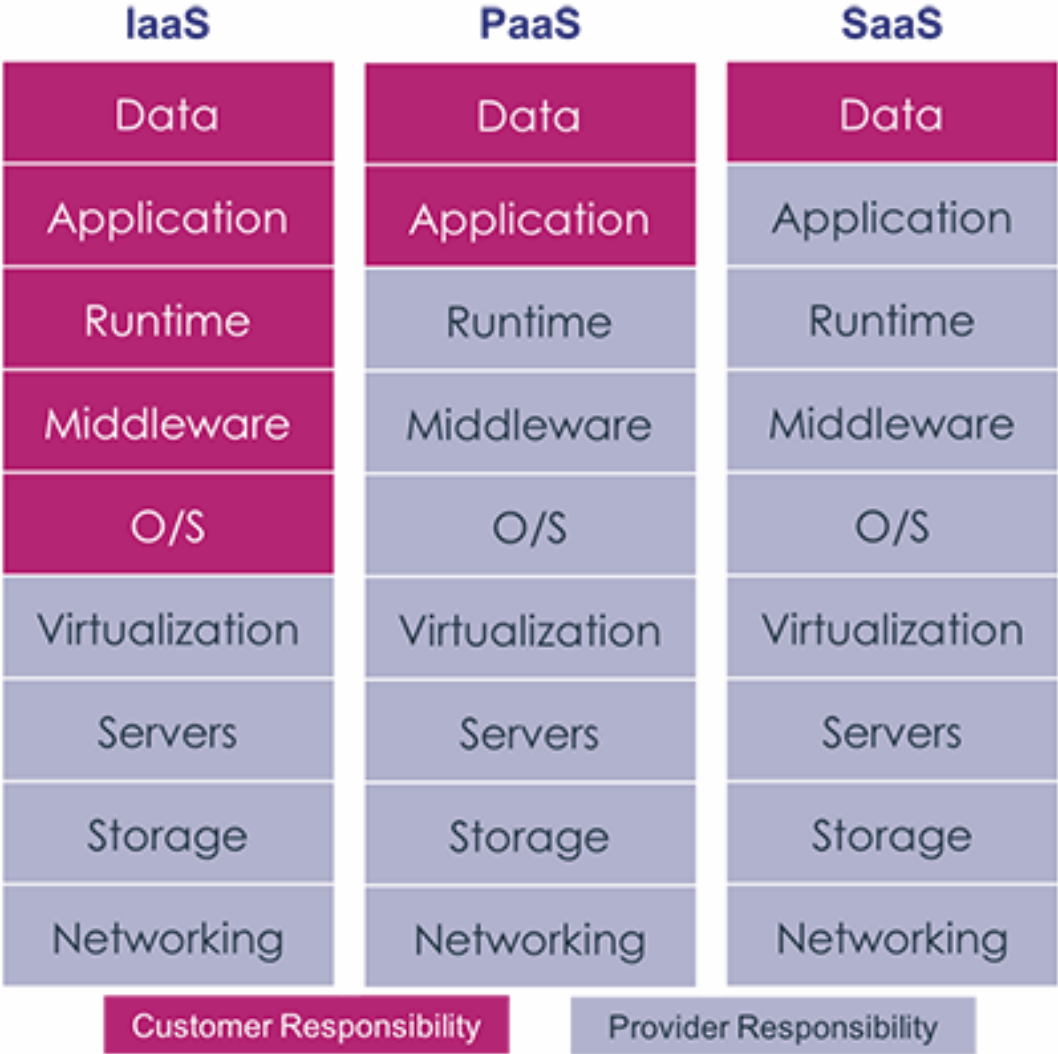 IaaS PaaS SaaS
Data Data Data
Application Application Application
Runtime Runtime Runtime
Middleware Middleware Middleware
O/S O/S O/S
Virtualization Virtualization Virtualization
Servers Servers Servers
Storage Storage Storage
Networking Networking Networking
Customer Responsibility Provider Responsibility